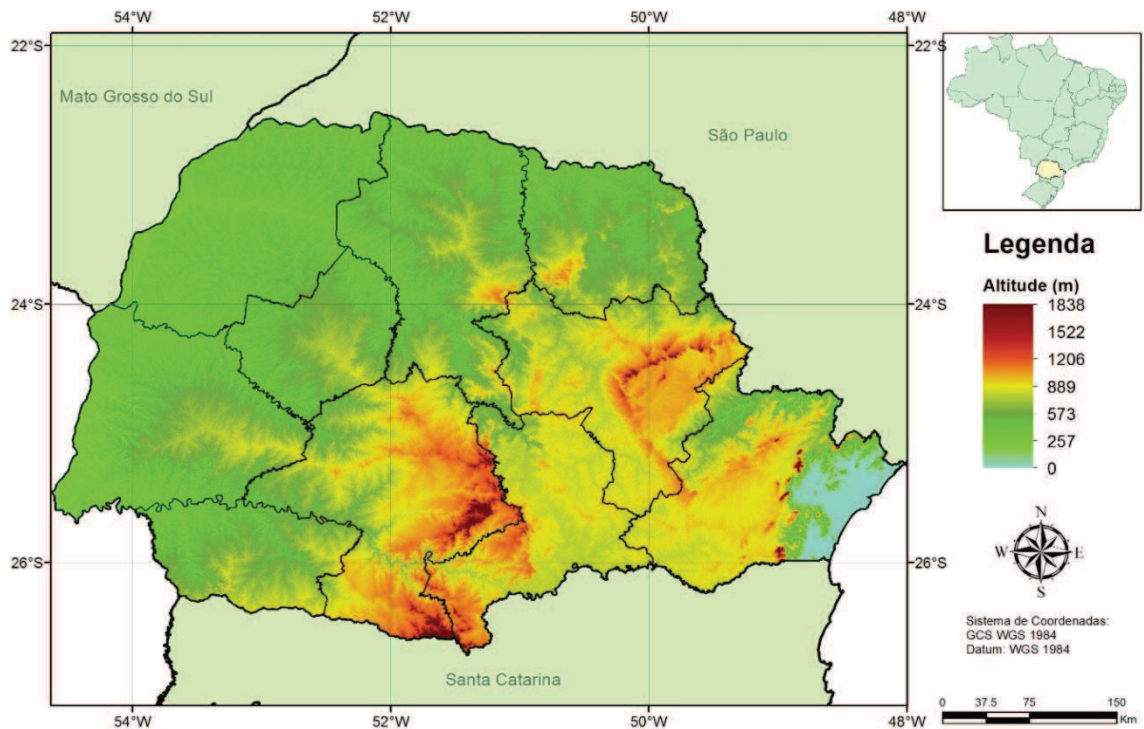 54°W 52°W 50°W 48°W
22°S 22°S
Mato Grosso do Sul
São Paulo
Legenda
Altitude (m)
1838
1522
1206
889
573
257
0
24°S 24°S
26°S 26°S
N
W E
S
Sistema de Coordenadas:
GCS WGS 1984
Datum: WGS 1984
Santa Catarina
0 37.5 75 150
Km
54°W 52°W 50°W 48°W